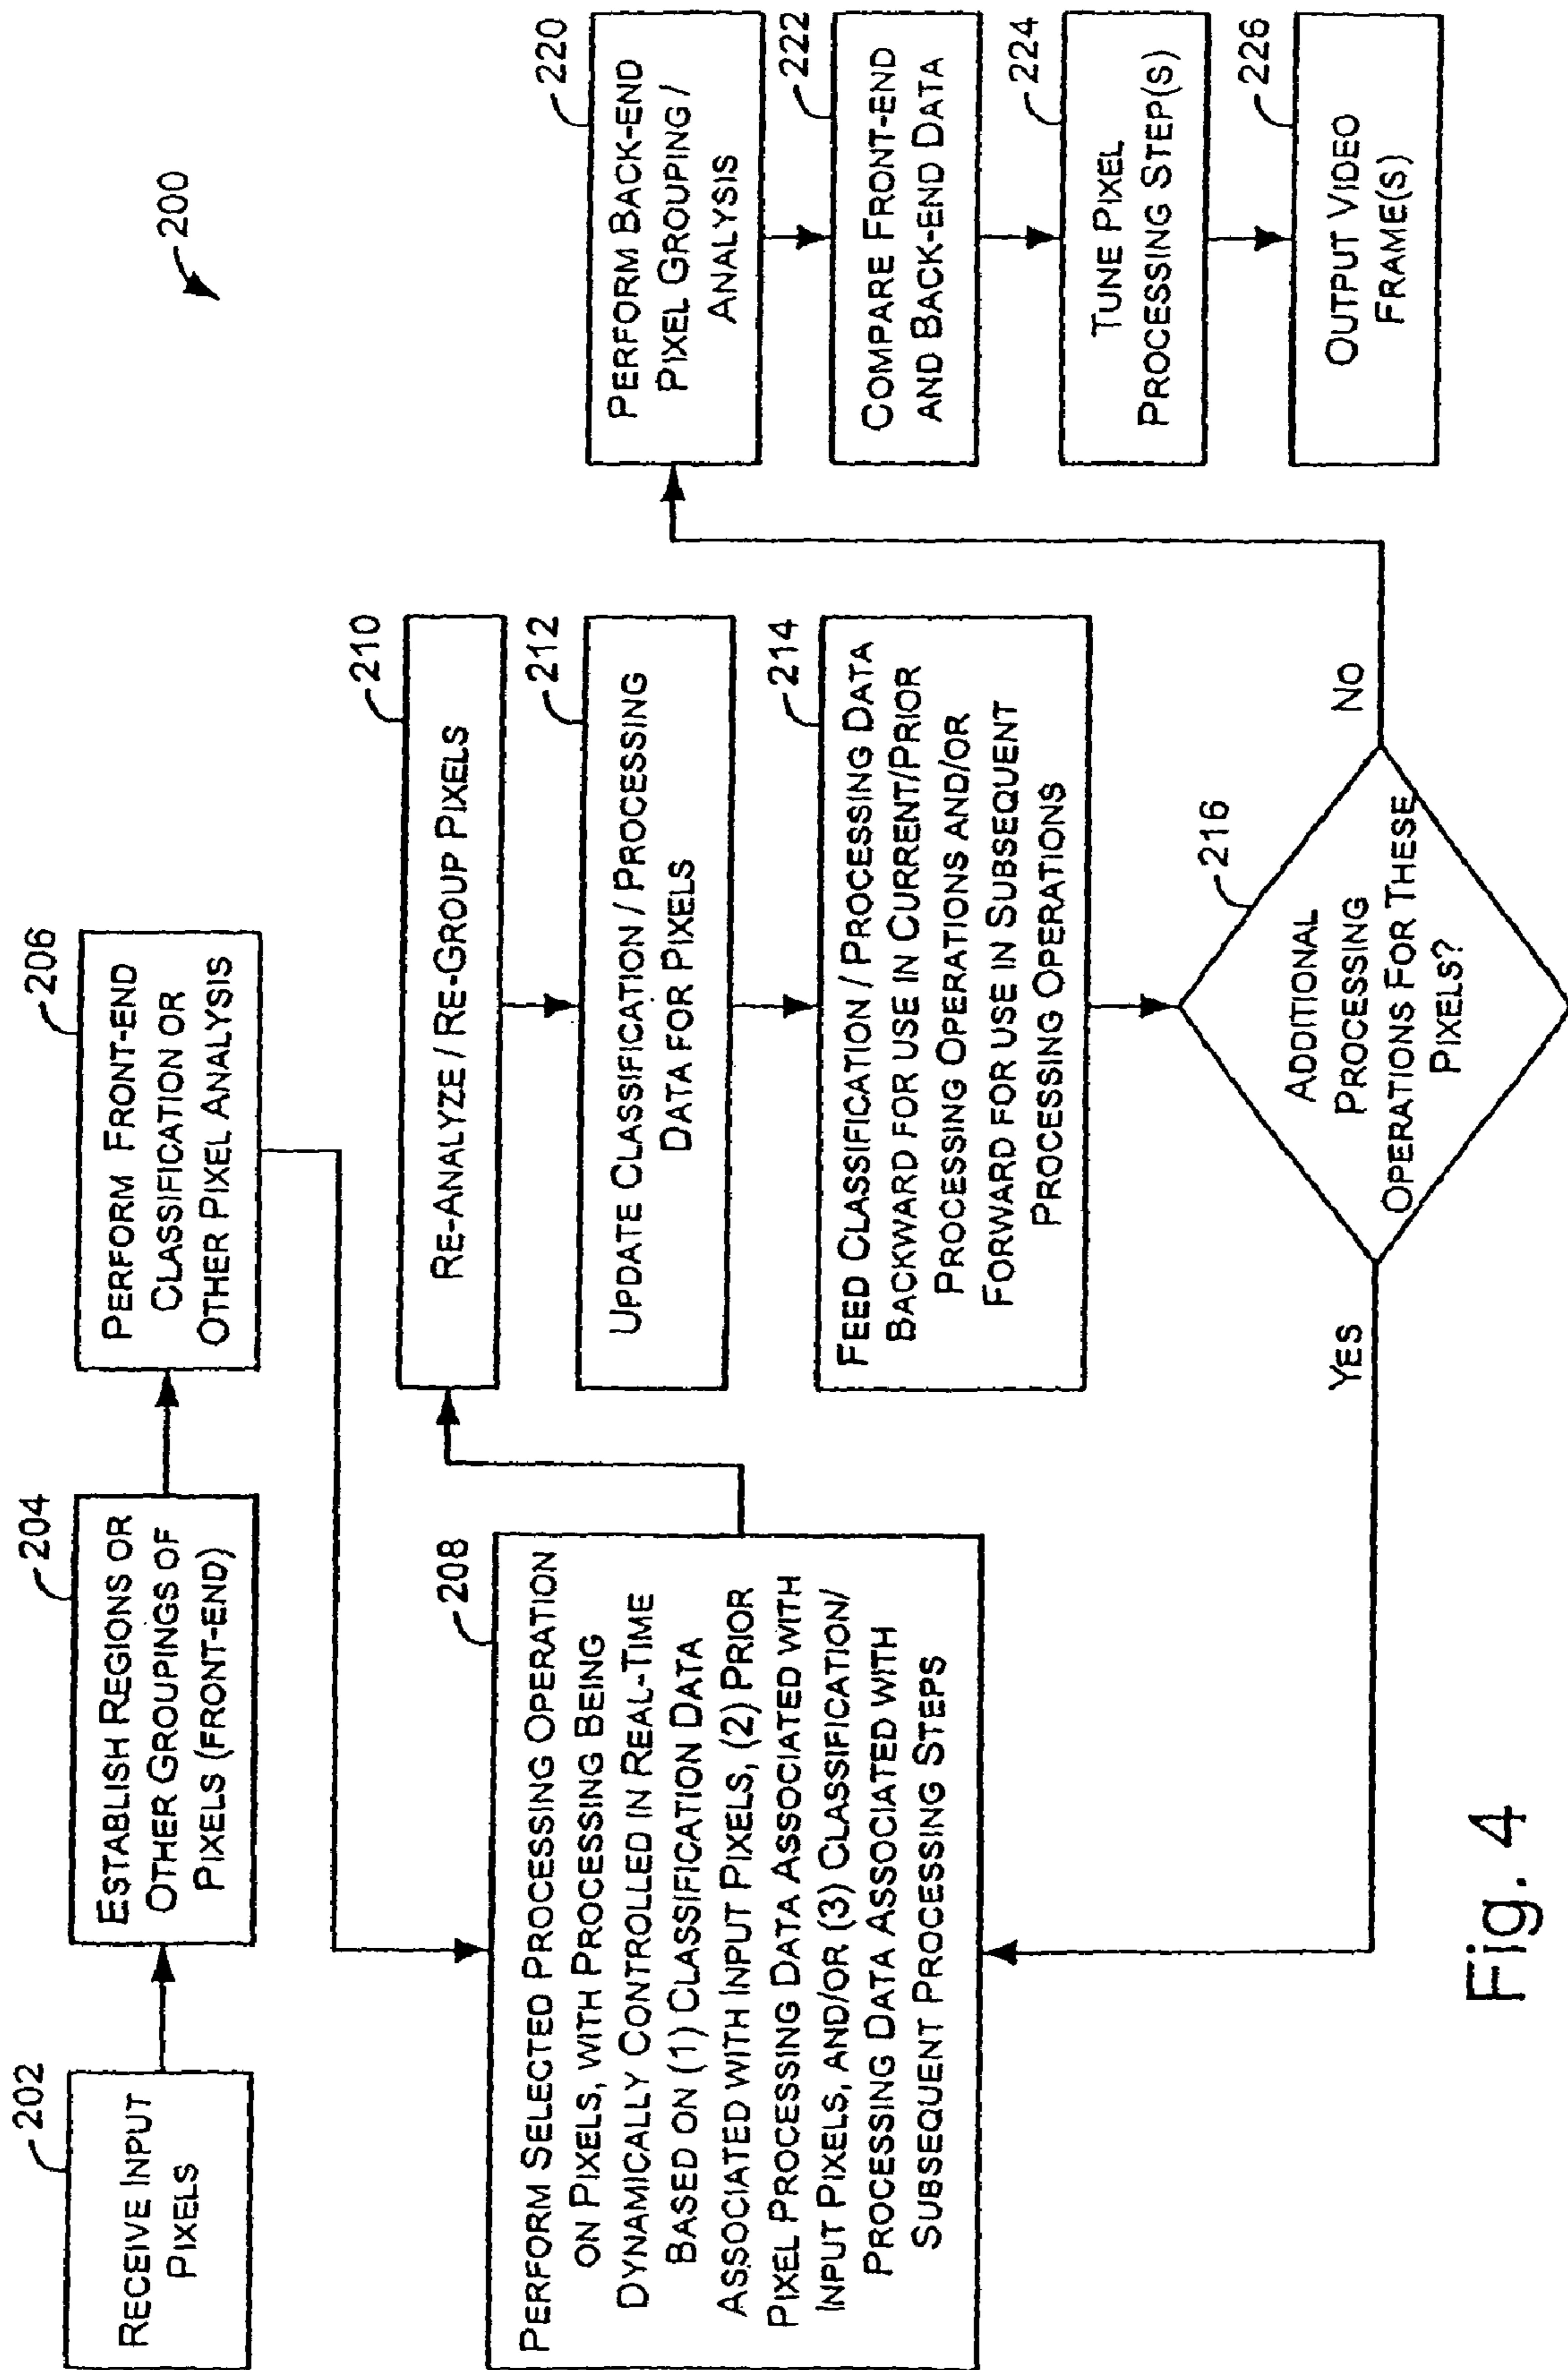 200
202
RECEIVE INPUT
PIXELS
204
ESTABLISH REGIONS OR
OTHER GROUPINGS OF
PIXELS (FRONT-END)
206
PERFORM FRONT-END
CLASSIFICATION OR
OTHER PIXEL ANALYSIS
208
PERFORM SELECTED PROCESSING OPERATION
ON PIXELS, WITH PROCESSING BEING
DYNAMICALLY CONTROLLED IN REAL-TIME
BASED ON (1) CLASSIFICATION DATA
ASSOCIATED WITH INPUT PIXELS, (2) PRIOR
PIXEL PROCESSING DATA ASSOCIATED WITH
INPUT PIXELS, AND/OR (3) CLASSIFICATION/
PROCESSING DATA ASSOCIATED WITH
SUBSEQUENT PROCESSING STEPS
210
RE-ANALYZE / RE-GROUP PIXELS
212
UPDATE CLASSIFICATION / PROCESSING
DATA FOR PIXELS
214
FEED CLASSIFICATION / PROCESSING DATA
BACKWARD FOR USE IN CURRENT/PRIOR
PROCESSING OPERATIONS AND/OR
FORWARD FOR USE IN SUBSEQUENT
PROCESSING OPERATIONS
216
ADDITIONAL
PROCESSING
OPERATIONS FOR THESE
PIXELS?
YES
NO
220
PERFORM BACK-END
PIXEL GROUPING /
ANALYSIS
222
COMPARE FRONT-END
AND BACK-END DATA
224
TUNE PIXEL
PROCESSING STEP(S)
226
OUTPUT VIDEO
FRAME(S)
Fig. 4